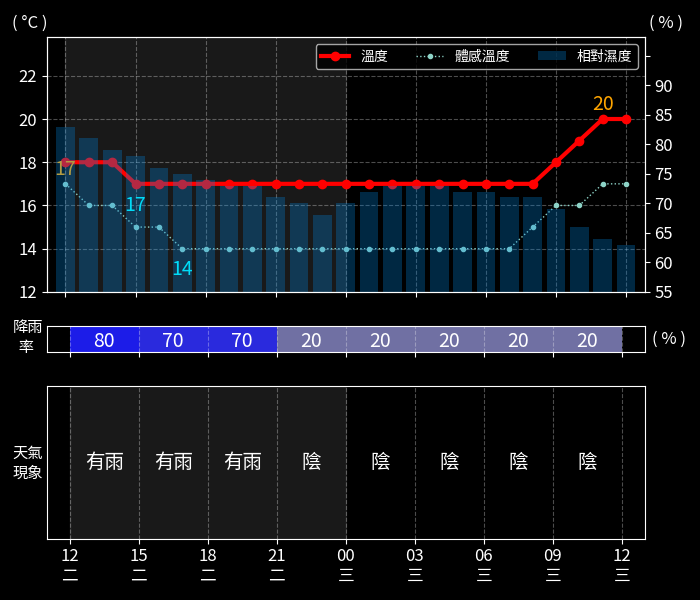 ( °C )
( % )
溫度 體感溫度 相對濕度
22
20
18
16
14
12
90
85
80
75
70
65
60
55
17
17
14
20
降雨率
80 70 70 20 20 20 20 20
( % )
天氣現象
有雨 有雨 有雨 陰 陰 陰 陰 陰
12 15 18 21 00 03 06 09 12
二 二 二 二 三 三 三 三 三